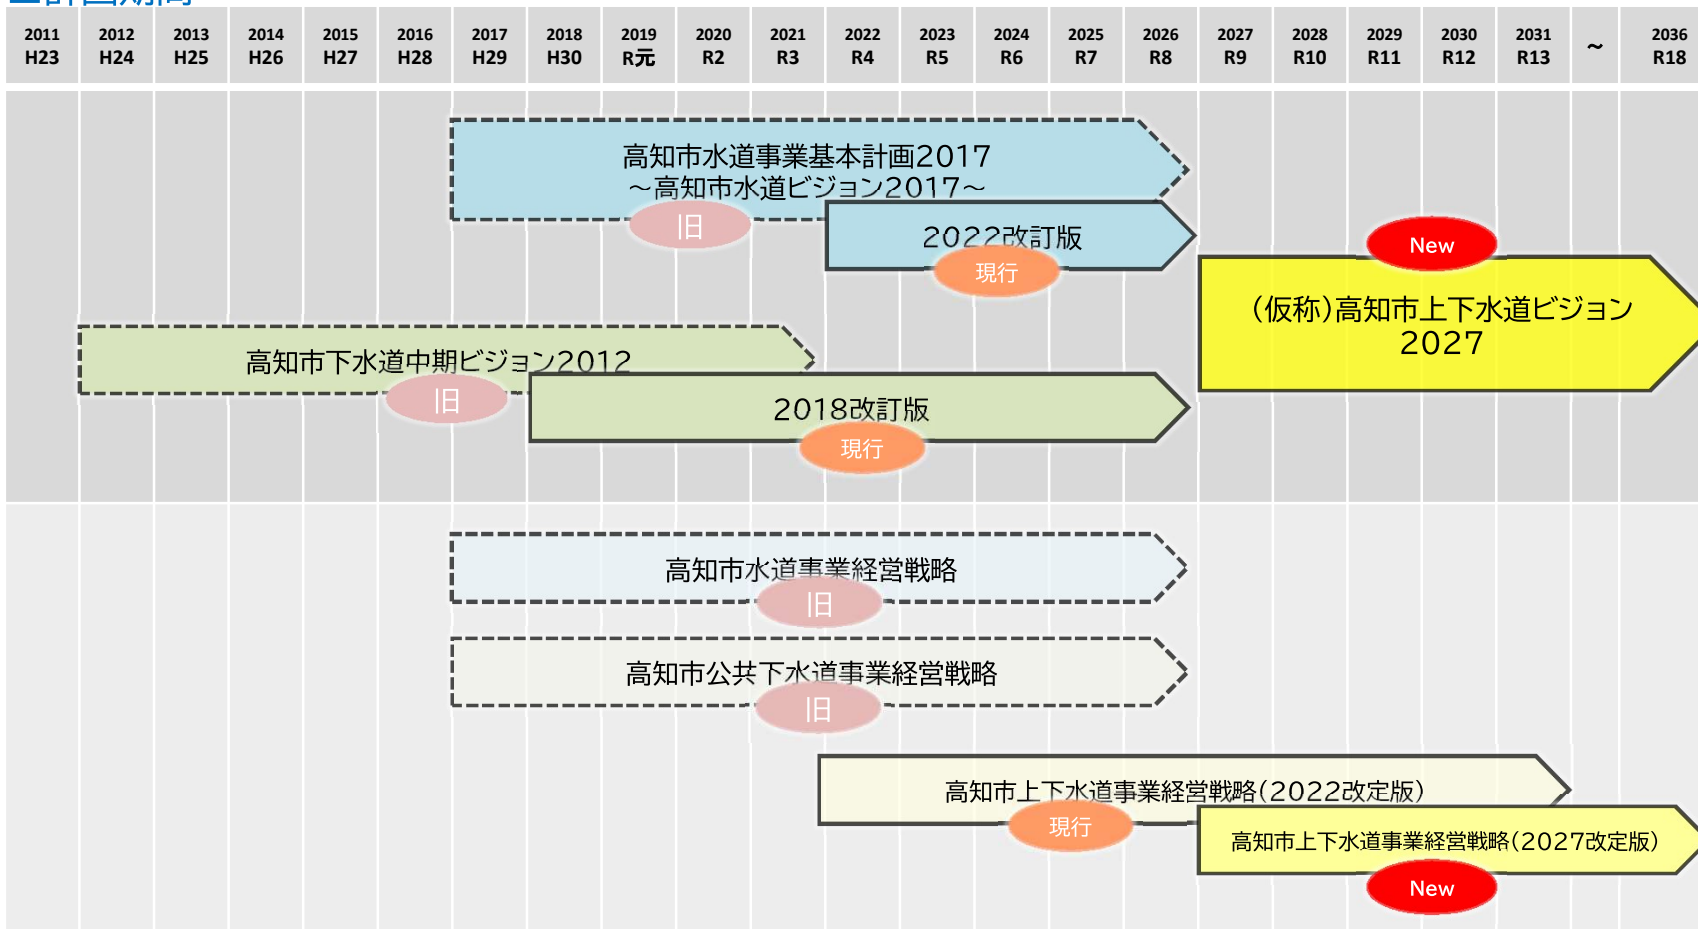 計画期間
2011 2012 2013 2014 2015 2016 2017 2018 2019 2020 2021 2022 2023 2024 2025 2026 2027 2028 2029 2030 2031 ～ 2036
H23 H24 H25 H26 H27 H28 H29 H30 R元 R2 R3 R4 R5 R6 R7 R8 R9 R10 R11 R12 R13 R18
高知市水道事業基本計画2017
～高知市水道ビジョン2017～
旧
2022改訂版
現行
New
（仮称）高知市上下水道ビジョン
2027
高知市下水道中期ビジョン2012
旧
2018改訂版
現行
高知市水道事業経営戦略
旧
高知市公共下水道事業経営戦略
旧
高知市上下水道事業経営戦略（2022改定版）
現行
高知市上下水道事業経営戦略（2027改定版）
New